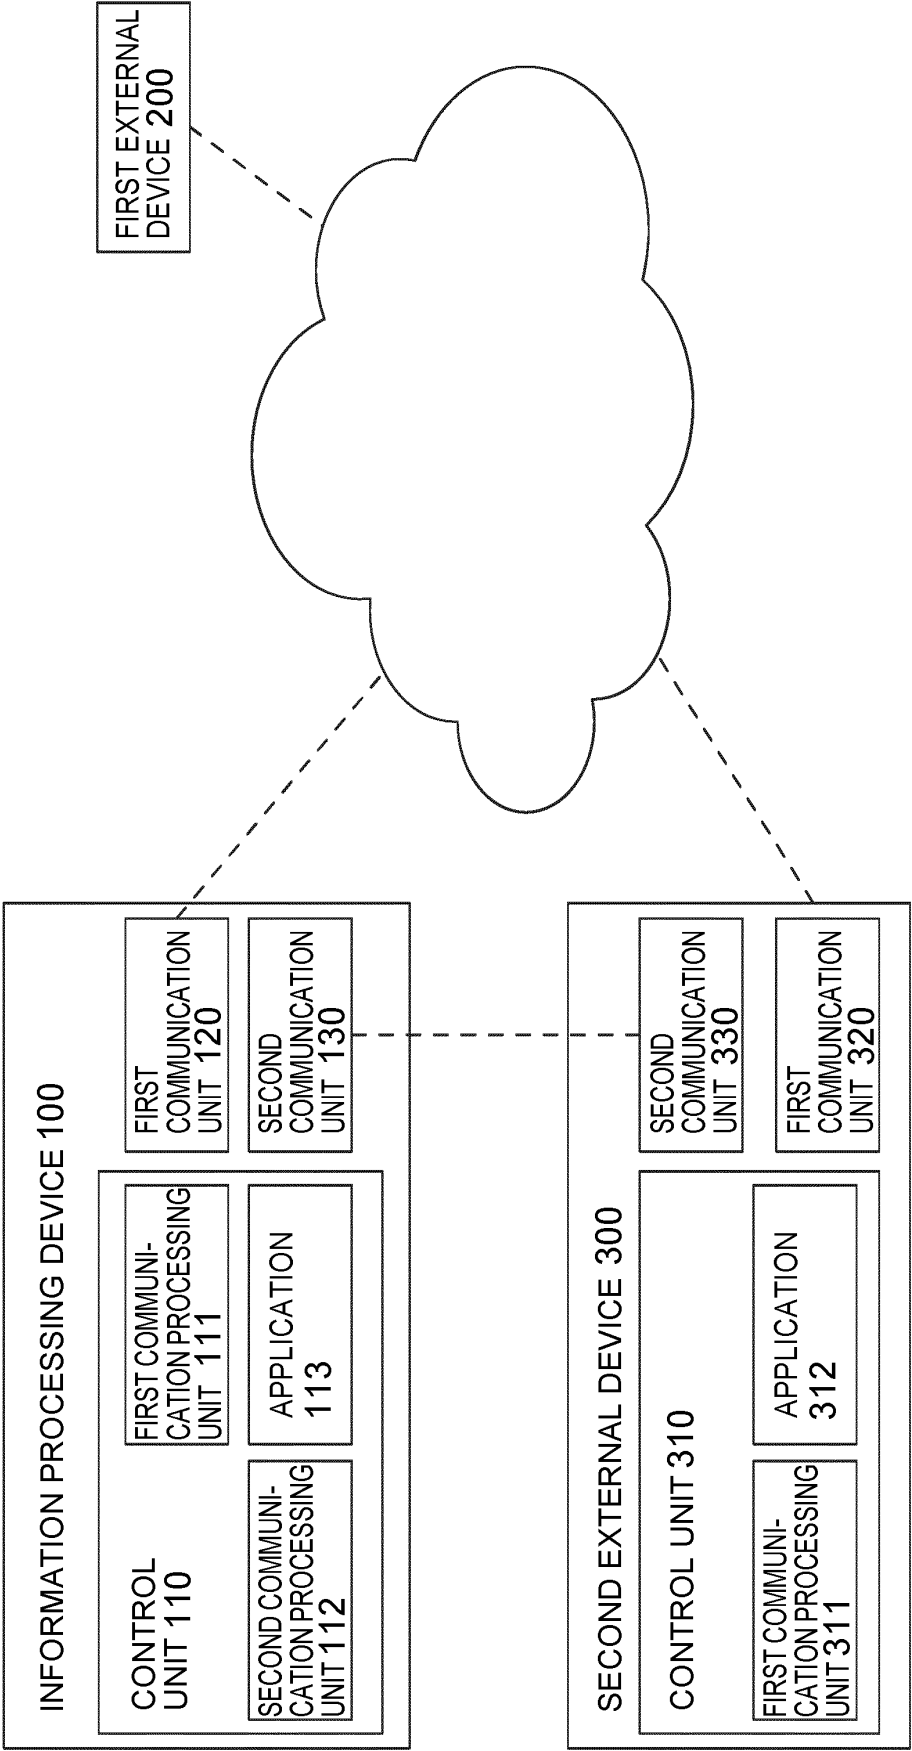 INFORMATION PROCESSING DEVICE 100
CONTROL
UNIT 110
FIRST COMMUNI-
CATION PROCESSING
UNIT 111
SECOND COMMUNI-
CATION PROCESSING
UNIT 112
APPLICATION
113
FIRST
COMMUNICATION
UNIT 120
SECOND
COMMUNICATION
UNIT 130
FIRST EXTERNAL
DEVICE 200
SECOND EXTERNAL DEVICE 300
CONTROL UNIT 310
FIRST COMMUNI-
CATION PROCESSING
UNIT 311
APPLICATION
312
SECOND
COMMUNICATION
UNIT 330
FIRST
COMMUNICATION
UNIT 320